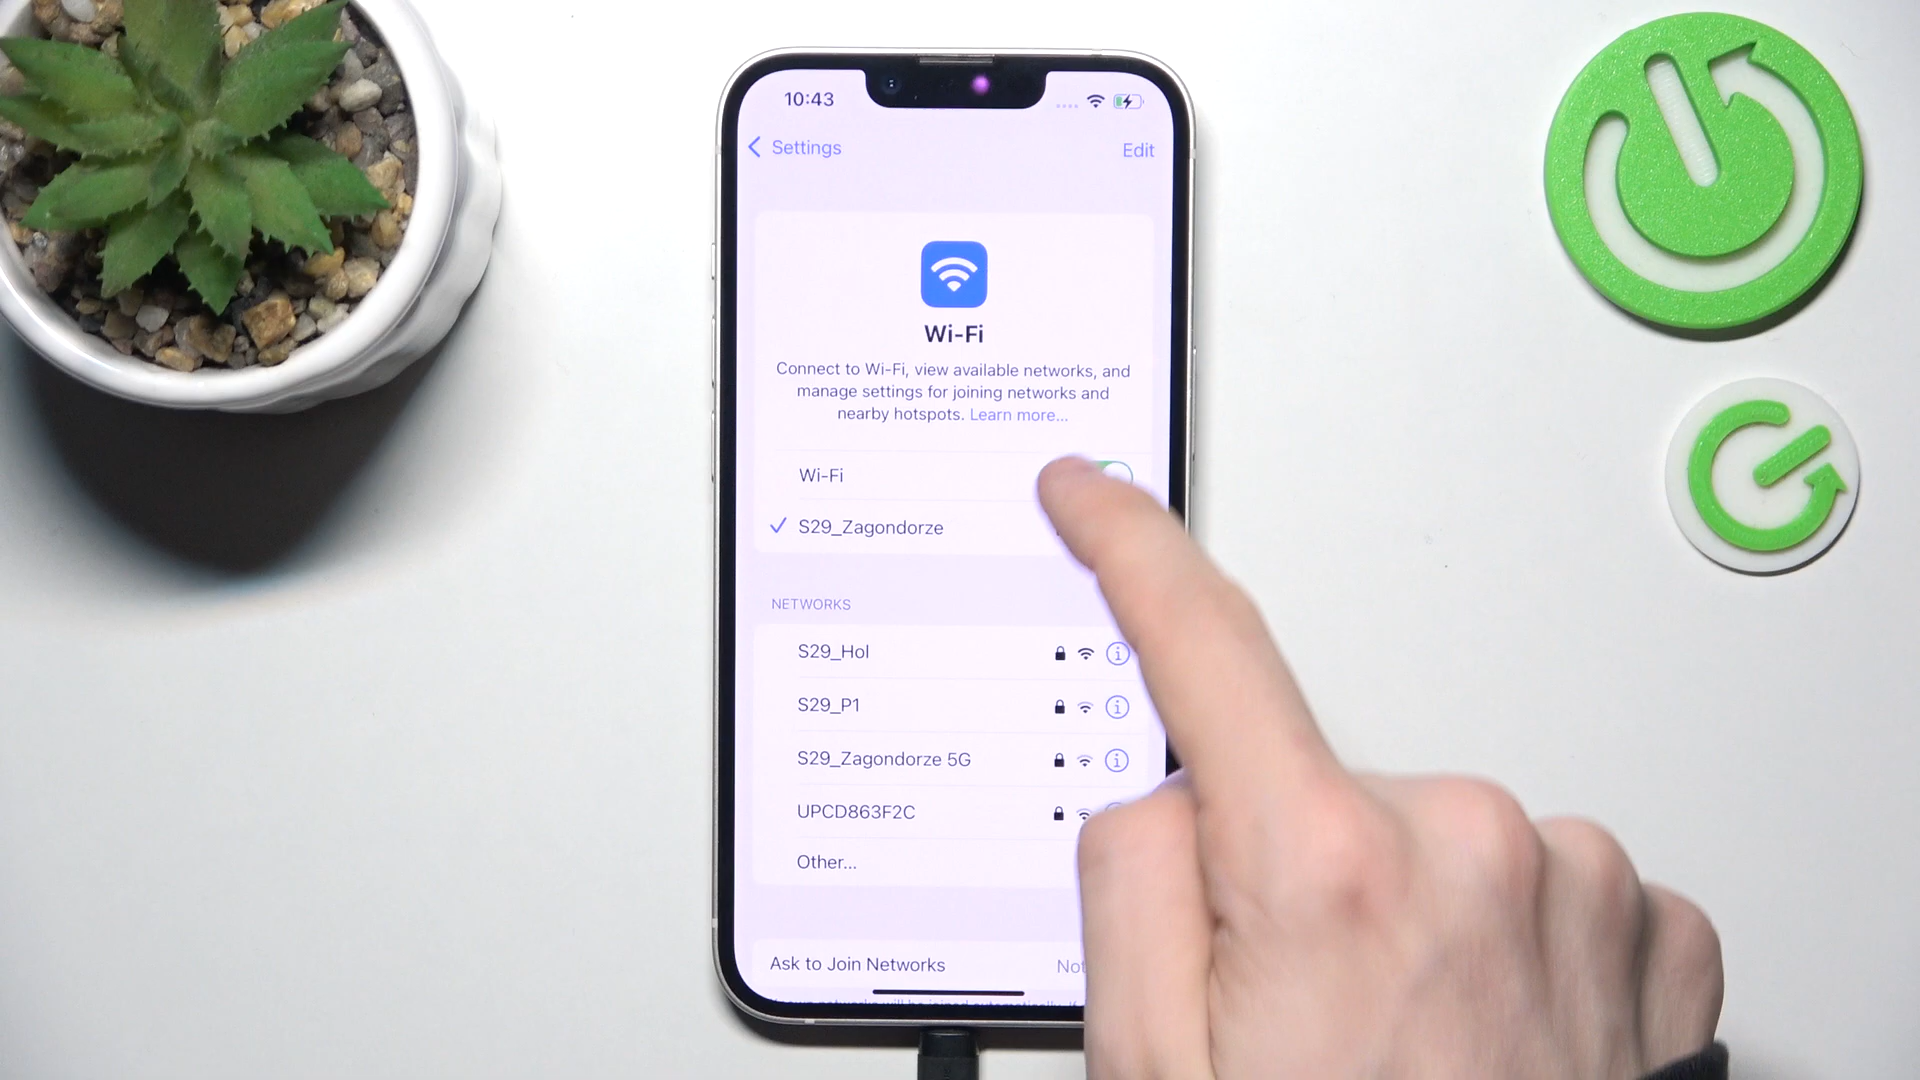 10:43
Settings
Edit
Wi-Fi
Connect to Wi-Fi, view available networks, and
manage settings for joining networks and
nearby hotspots. Learn more...
Wi-Fi
S29_Zagondorze
NETWORKS
S29_Hol
S29_P1
S29_Zagondorze 5G
UPCD863F2C
Other...
Ask to Join Networks